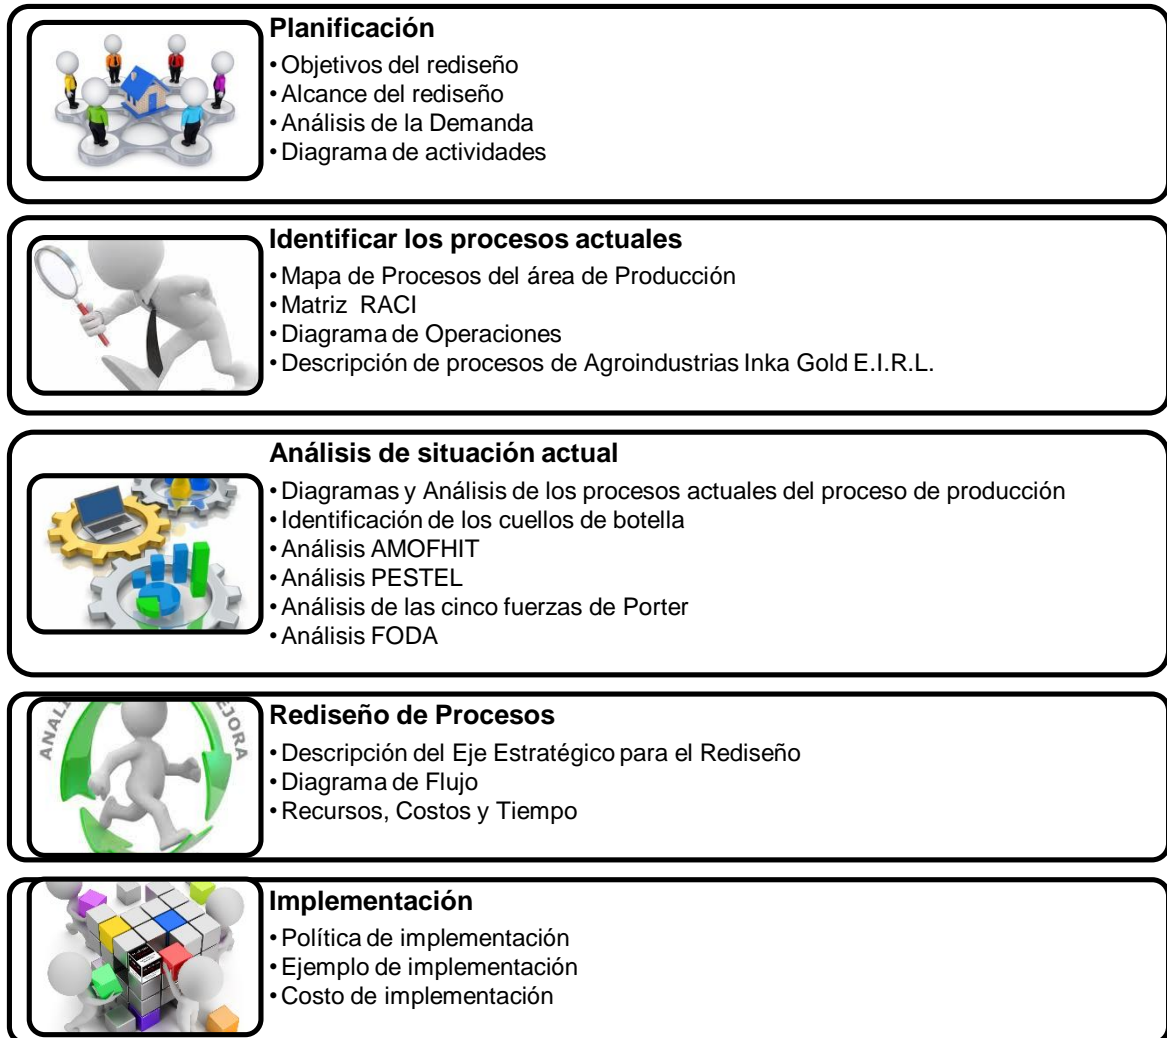 Planificación
•Objetivos del rediseño
•Alcance del rediseño
•Análisis de la Demanda
•Diagrama de actividades
Identificar los procesos actuales
•Mapa de Procesos del área de Producción
•Matriz RACI
•Diagrama de Operaciones
•Descripción de procesos de Agroindustrias Inka Gold E.I.R.L.
Análisis de situación actual
•Diagramas y Análisis de los procesos actuales del proceso de producción
•Identificación de los cuellos de botella
•Análisis AMOFHIT
•Análisis PESTEL
•Análisis de las cinco fuerzas de Porter
•Análisis FODA
ANALI
EJORA
Rediseño de Procesos
•Descripción del Eje Estratégico para el Rediseño
•Diagrama de Flujo
•Recursos, Costos y Tiempo
Implementación
•Política de implementación
•Ejemplo de implementación
•Costo de implementación